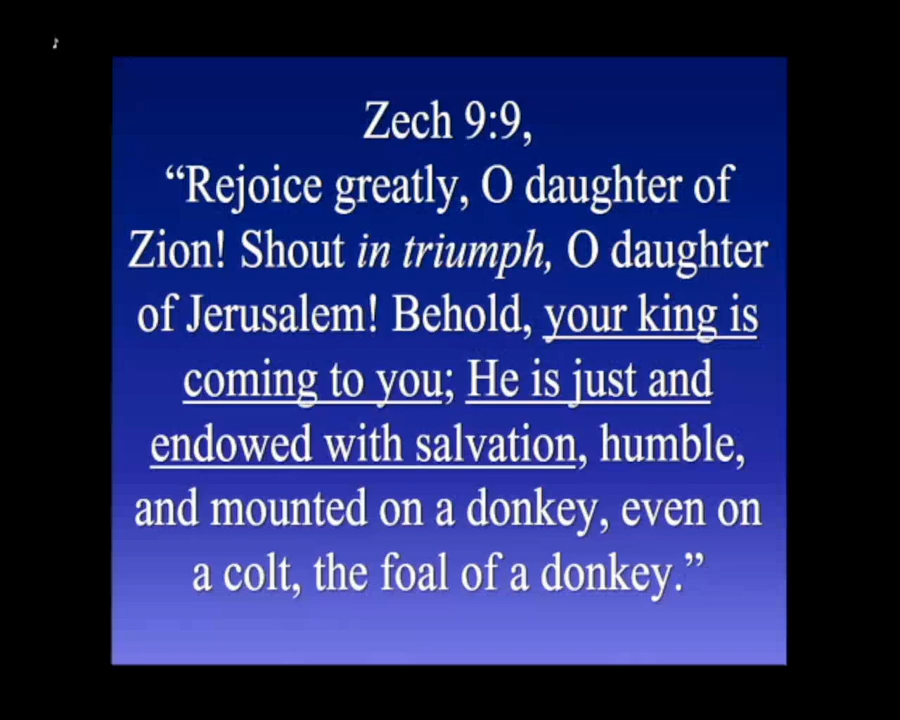 Zech 9:9,
“Rejoice greatly, O daughter of
Zion! Shout in triumph, O daughter
of Jerusalem! Behold, your king is
coming to you; He is just and
endowed with salvation, humble,
and mounted on a donkey, even on
a colt, the foal of a donkey.”